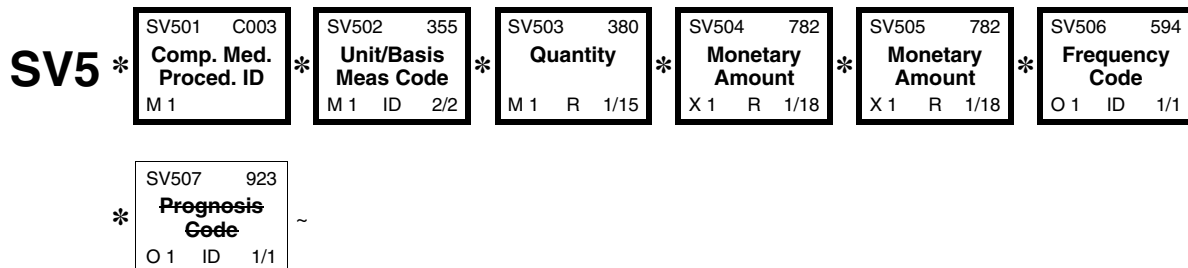 SV501 C003 SV502 355 SV503 380 SV504 782 SV505 782 SV506 594
SV5 * Comp. Med. * Unit/Basis * Quantity * Monetary * Monetary * Frequency
Proced. ID Meas Code Amount Amount Code
M 1 M 1 ID 2/2 M 1 R 1/15 X 1 R 1/18 X 1 R 1/18 O 1 ID 1/1
SV507 923
* Prognosis ~
Code
O 1 ID 1/1